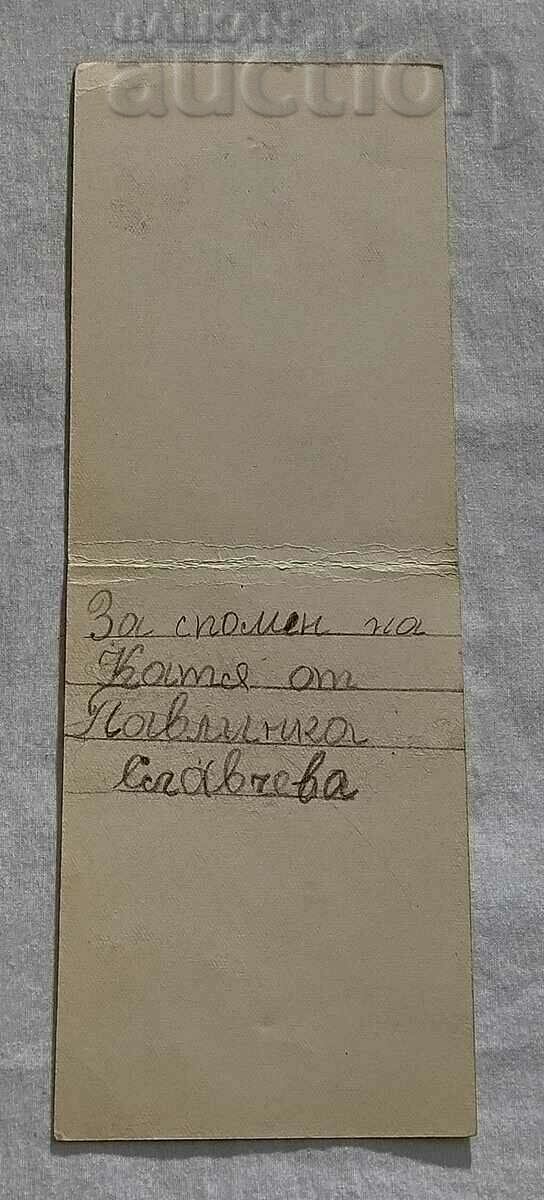 auction
За спомен на
Катя от
Павлинка
Славчева